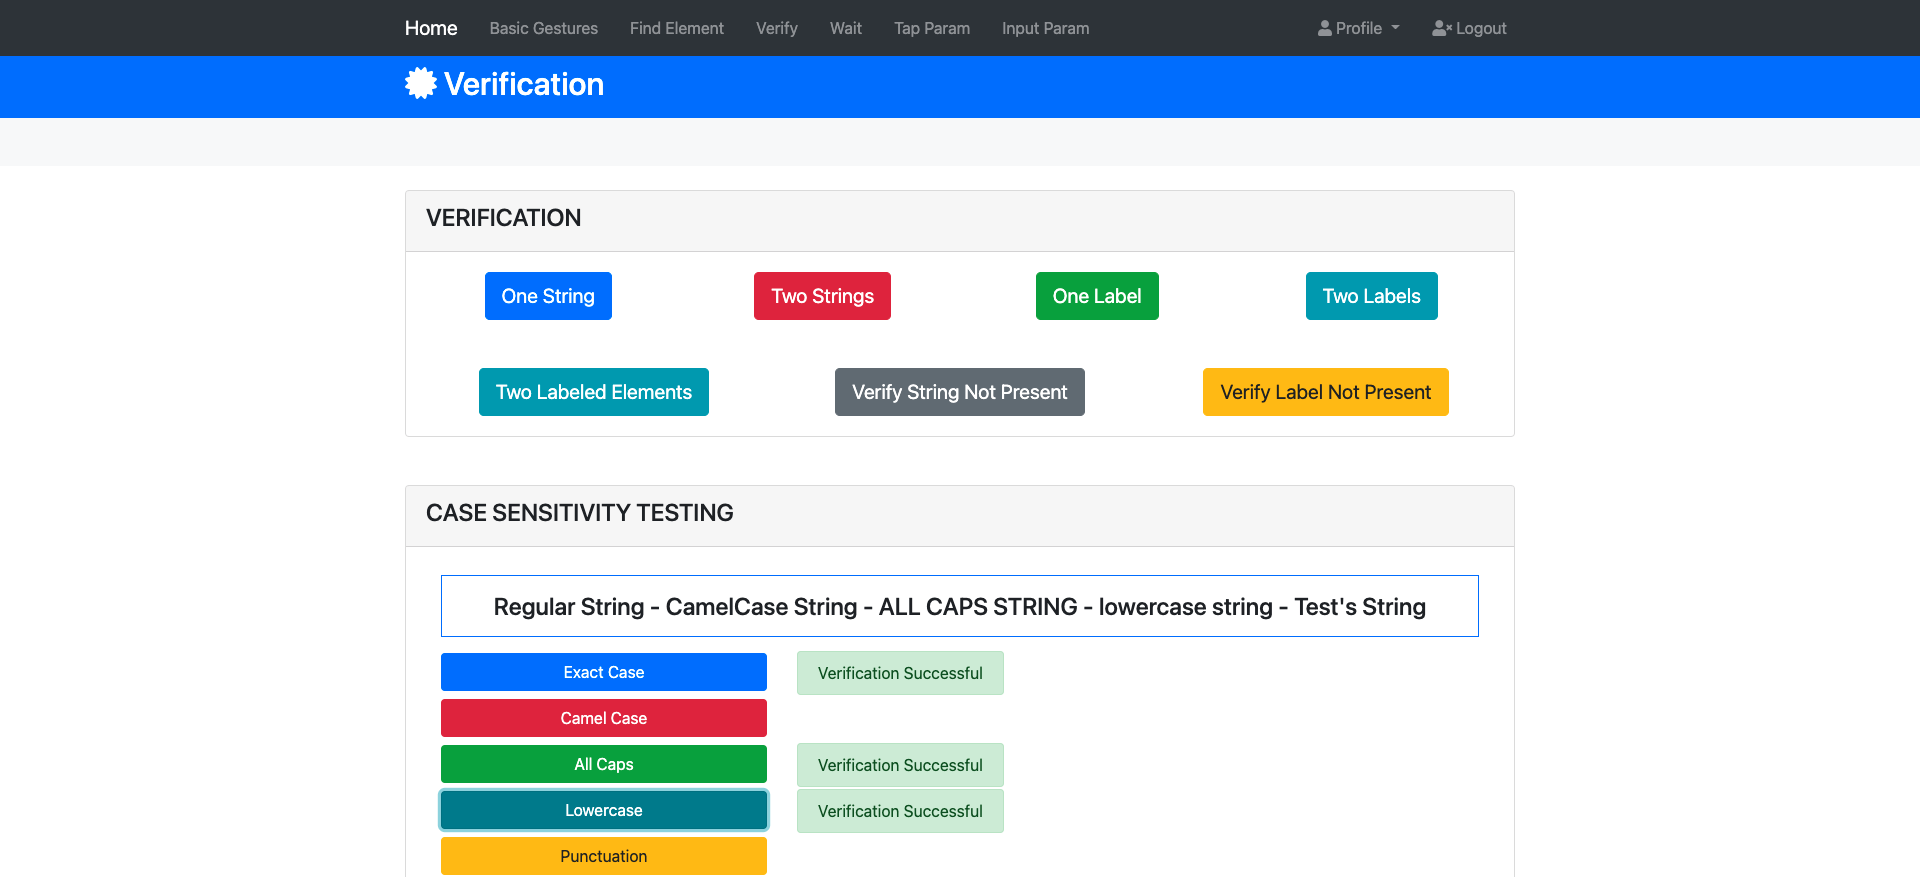 Home Basic Gestures Find Element Verify Wait Tap Param Input Param Profile Logout
Verification
VERIFICATION
One String Two Strings One Label Two Labels
Two Labeled Elements Verify String Not Present Verify Label Not Present
CASE SENSITIVITY TESTING
Regular String - CamelCase String - ALL CAPS STRING - lowercase string - Test's String
Exact Case Verification Successful
Camel Case
All Caps Verification Successful
Lowercase Verification Successful
Punctuation